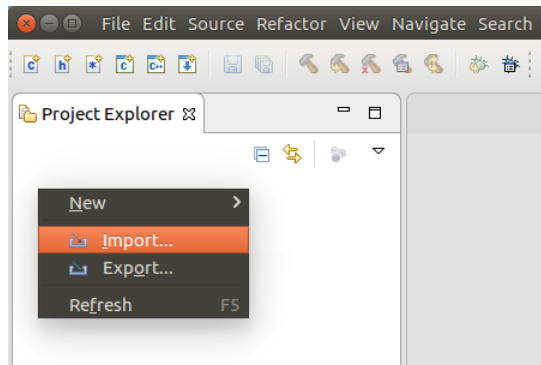 File Edit Source Refactor View Navigate Search
c h * c C++
Project Explorer
New
Import...
Export...
Refresh F5